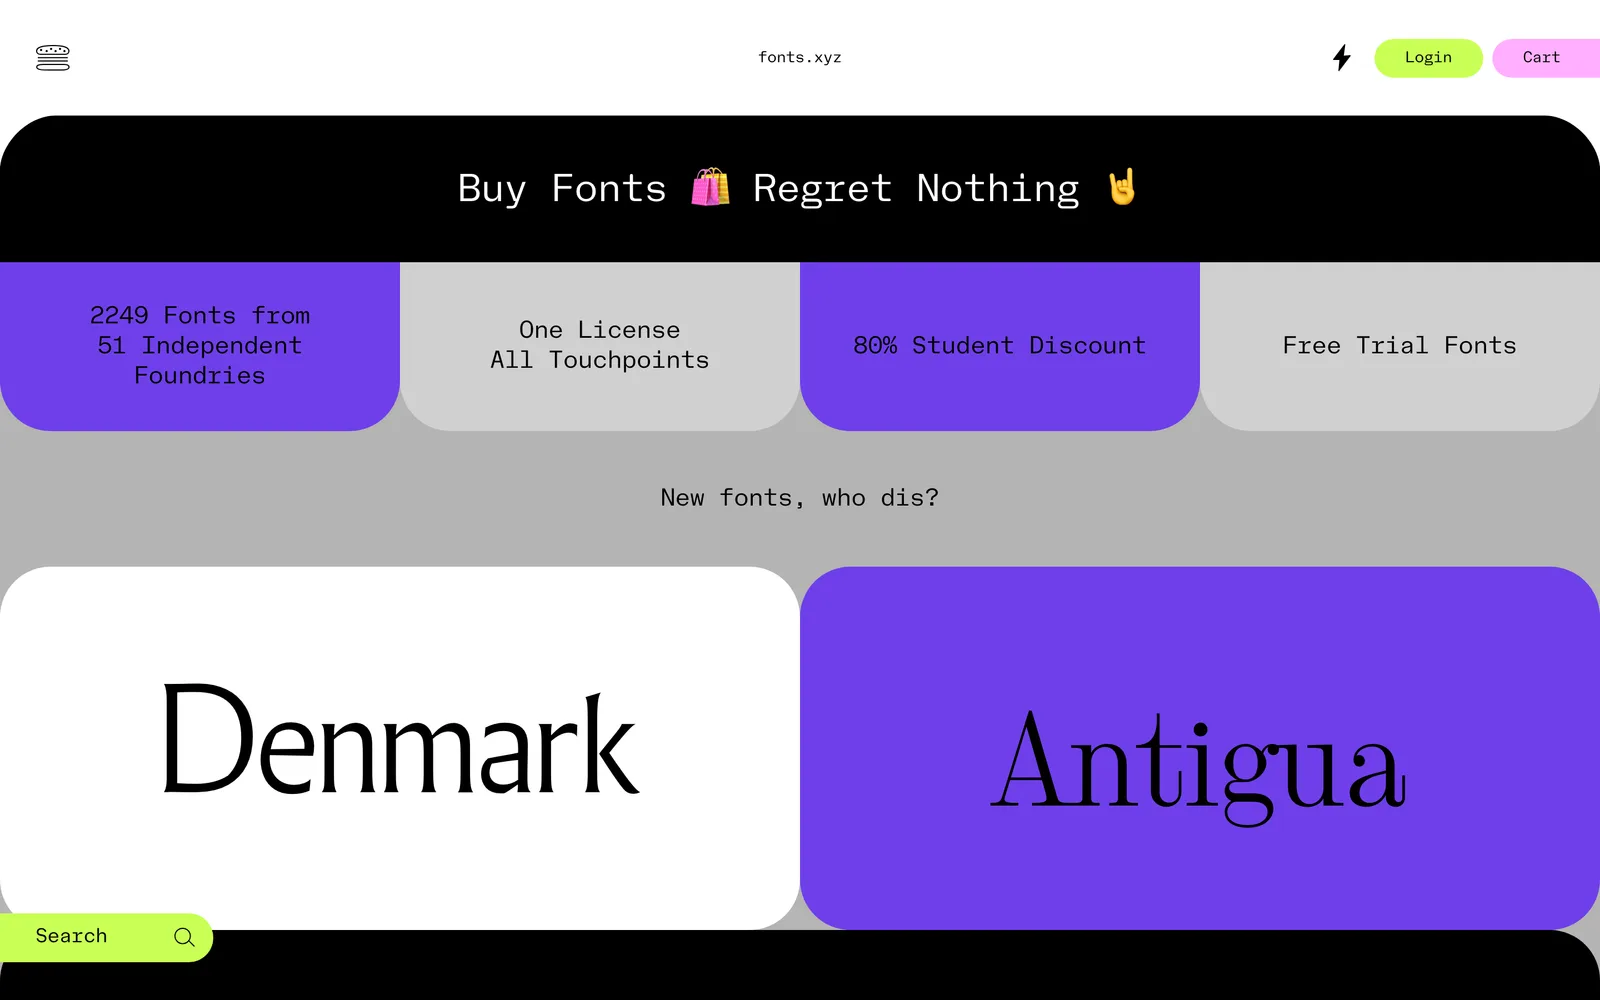 fonts.xyz
Login
Cart
Buy Fonts 🛍️ Regret Nothing 🤘
2249 Fonts from
51 Independent
Foundries
One License
All Touchpoints
80% Student Discount
Free Trial Fonts
New fonts, who dis?
Denmark
Antigua
Search